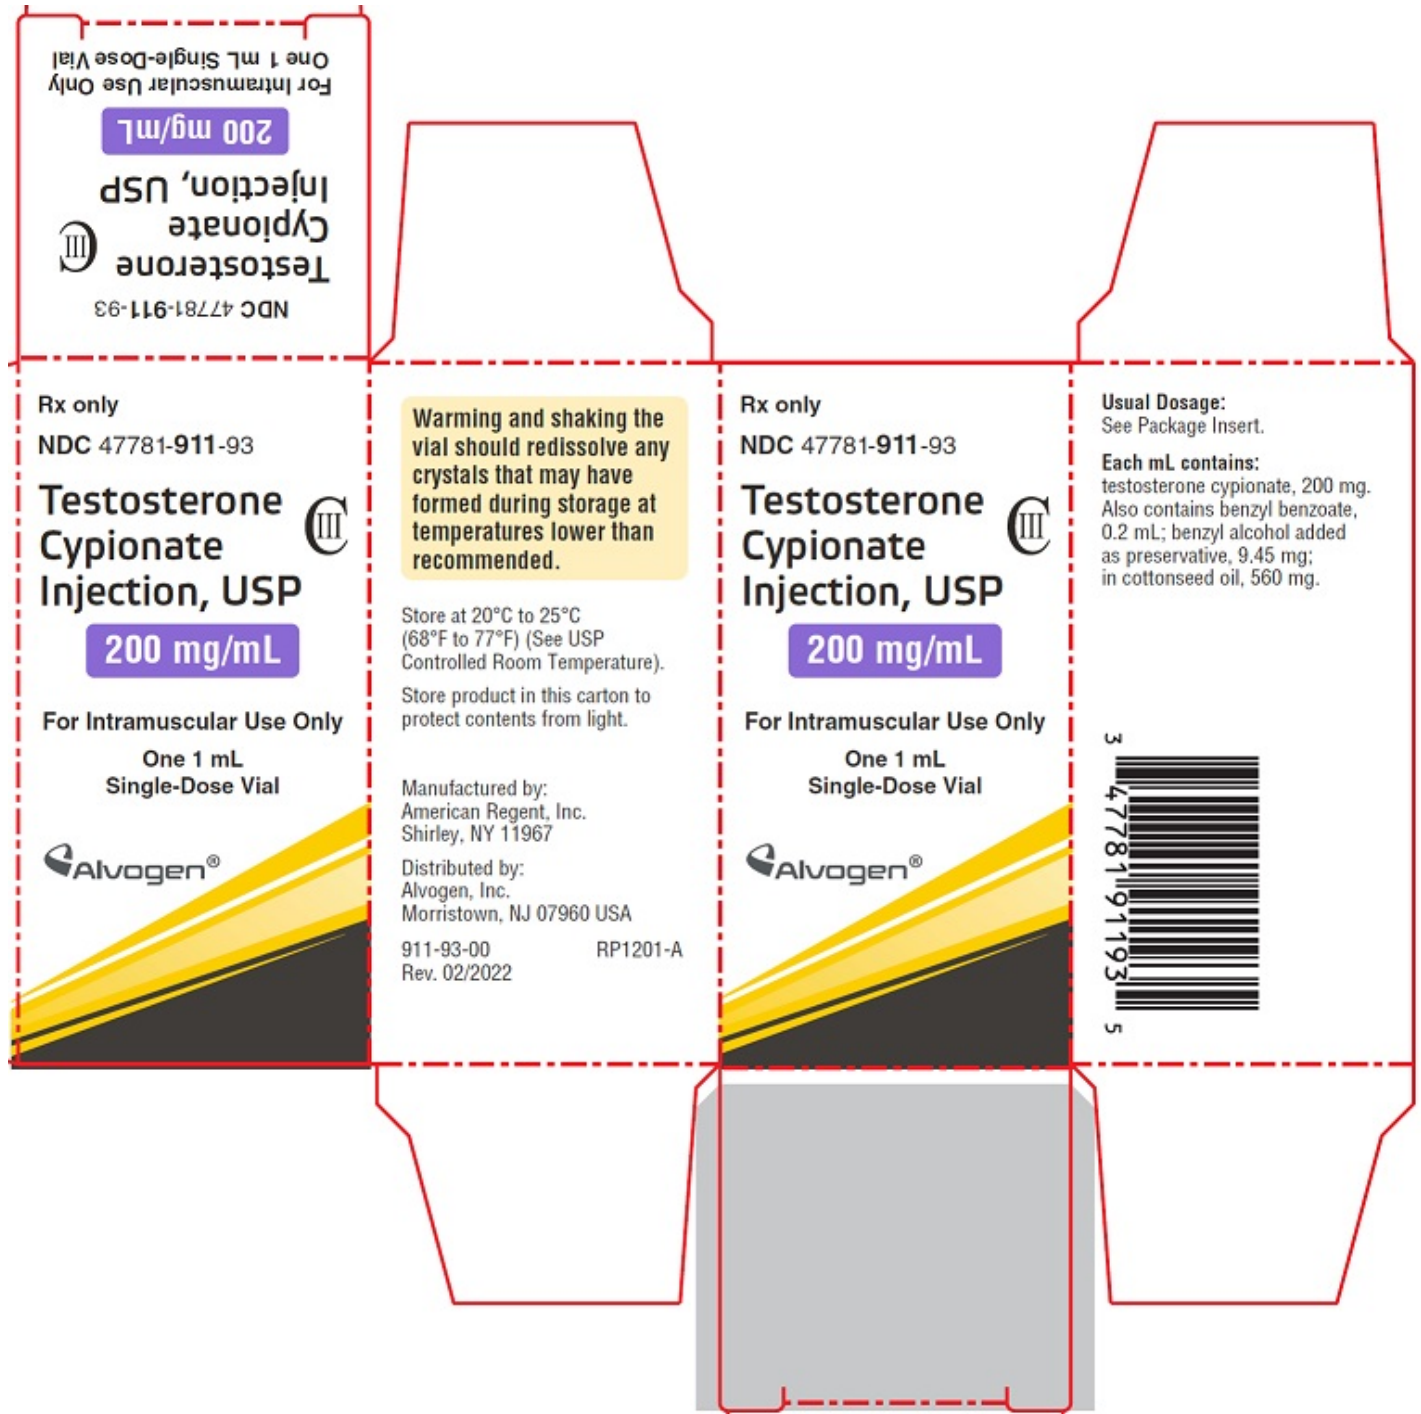 One 1 mL Single-Dose Vial
For Intramuscular Use Only
200 mg/mL
Injection, USP
Cypionate
Testosterone
CIII
NDC 47781-911-93
Rx only
NDC 47781-911-93
Testosterone
Cypionate
Injection, USP
CIII
200 mg/mL
For Intramuscular Use Only
One 1 mL
Single-Dose Vial
Alvogen®
Warming and shaking the
vial should redissolve any
crystals that may have
formed during storage at
temperatures lower than
recommended.
Store at 20°C to 25°C
(68°F to 77°F) (See USP
Controlled Room Temperature).
Store product in this carton to
protect contents from light.
Manufactured by:
American Regent, Inc.
Shirley, NY 11967
Distributed by:
Alvogen, Inc.
Morristown, NJ 07960 USA
911-93-00 RP1201-A
Rev. 02/2022
Rx only
NDC 47781-911-93
Testosterone
Cypionate
Injection, USP
CIII
200 mg/mL
For Intramuscular Use Only
One 1 mL
Single-Dose Vial
Alvogen®
Usual Dosage:
See Package Insert.
Each mL contains:
testosterone cypionate, 200 mg.
Also contains benzyl benzoate,
0.2 mL; benzyl alcohol added
as preservative, 9.45 mg;
in cottonseed oil, 560 mg.
3 47781 91193 5